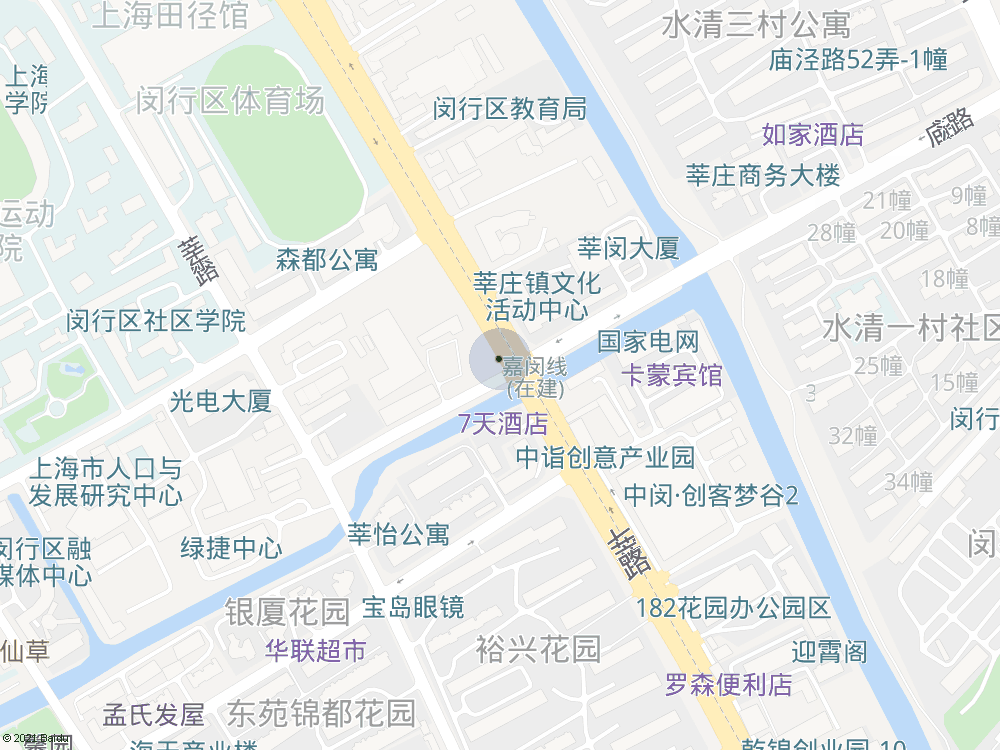 上海田径馆
水清三村公寓
庙泾路52弄-1幢
上海
学院
闵行区体育场
闵行区教育局
如家酒店
莘庄商务大楼
21幢
9幢
28幢
20幢
8幢
运动
院
莘
路
森都公寓
莘闵大厦
莘庄镇文化
活动中心
18幢
闵行区社区学院
水清一村社区
国家电网
嘉闵线
(在建)
卡蒙宾馆
25幢
15幢
3
光电大厦
7天酒店
闵行
32幢
中诣创意产业园
上海市人口与
发展研究中心
34幢
中闵·创客梦谷2
莘怡公寓
闵行区融
媒体中心
绿捷中心
七莘路
闵
银厦花园
宝岛眼镜
182花园办公园区
仙草
华联超市
裕兴花园
迎霄阁
罗森便利店
孟氏发屋
东苑锦都花园
© 2021 Baidu